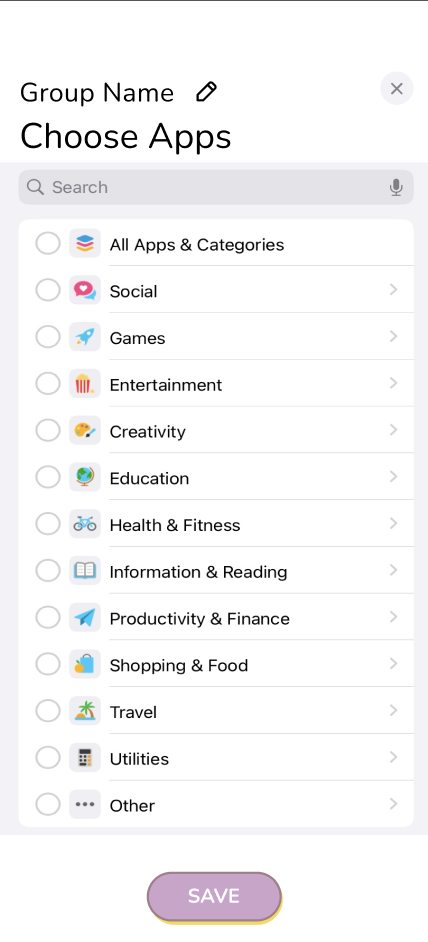 Group Name
Choose Apps
Search
All Apps & Categories
Social
Games
Entertainment
Creativity
Education
Health & Fitness
Information & Reading
Productivity & Finance
Shopping & Food
Travel
Utilities
Other
SAVE